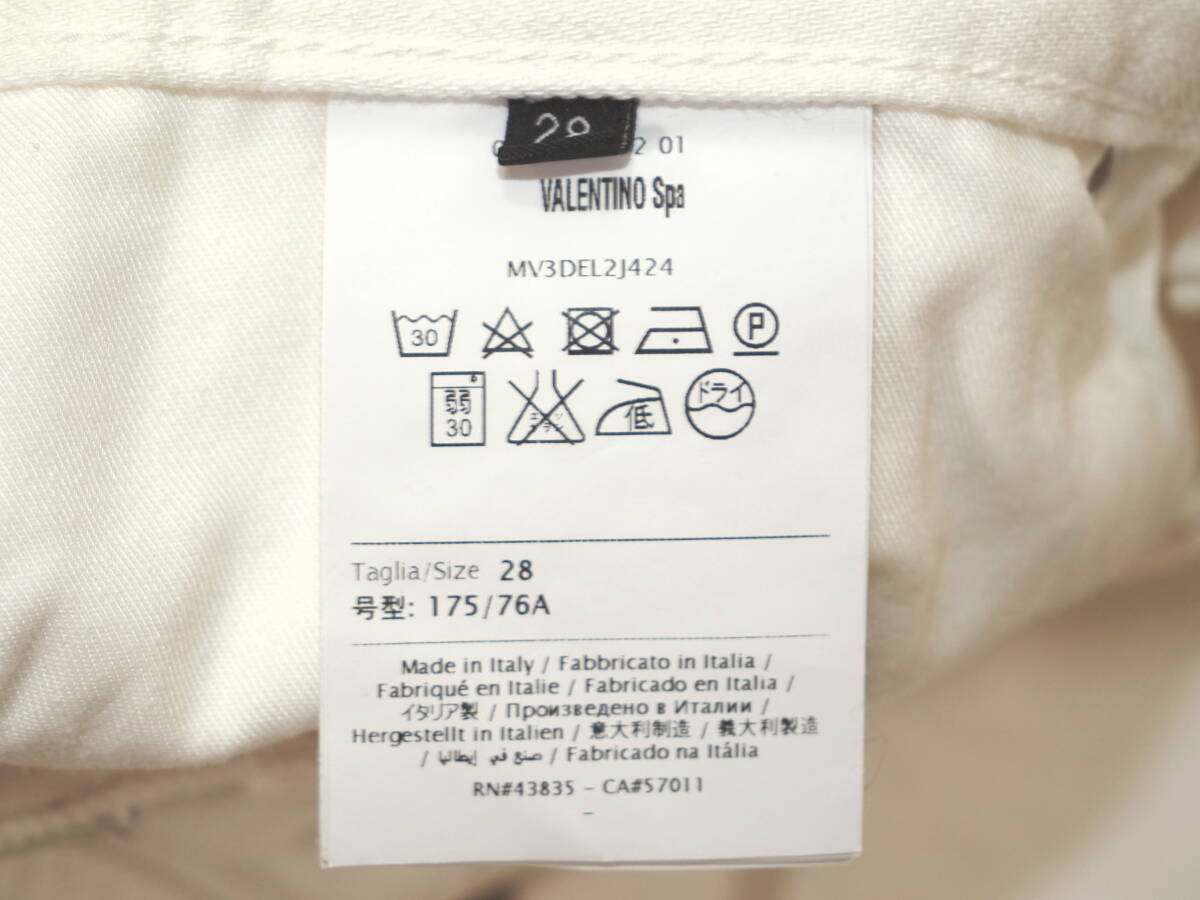 2 01
VALENTINO Spa
MV3DEL2J424
30
P
弱
30
エンソ
低
ドライ
Taglia/Size 28
号型: 175/76A
Made in Italy / Fabbricato in Italia /
Fabriqué en Italie / Fabricado en Italia /
イタリア製 / Произведено в Италии /
Hergestellt in Italien / 意大利制造 / 義大利製造
/ صنع في إيطاليا / Fabricado na Itália
RN#43835 – CA#57011
–